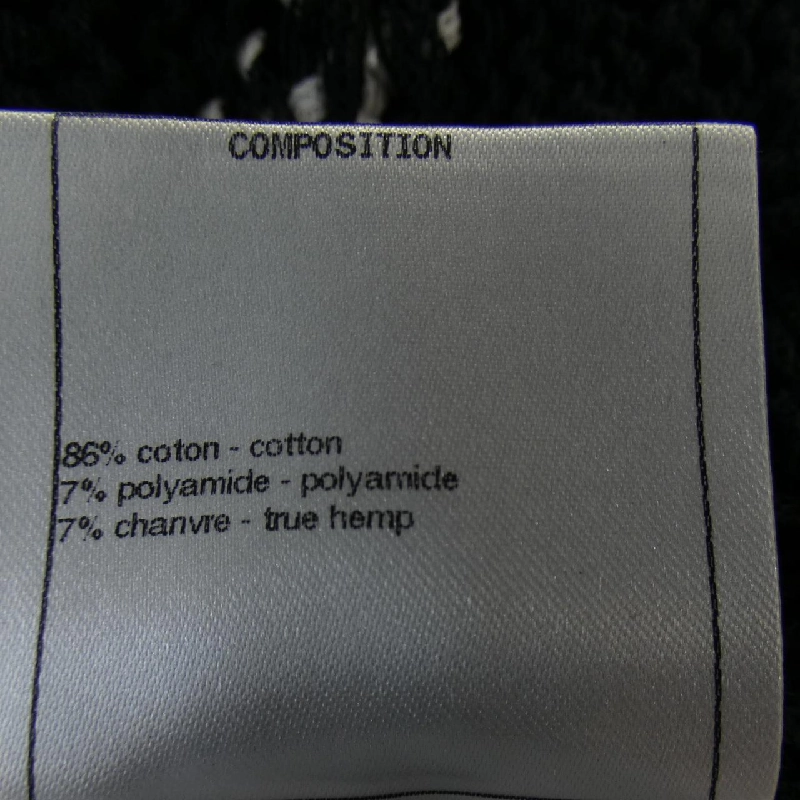 COMPOSITION
86% coton - cotton
7% polyamide - polyamide
7% chanvre - true hemp